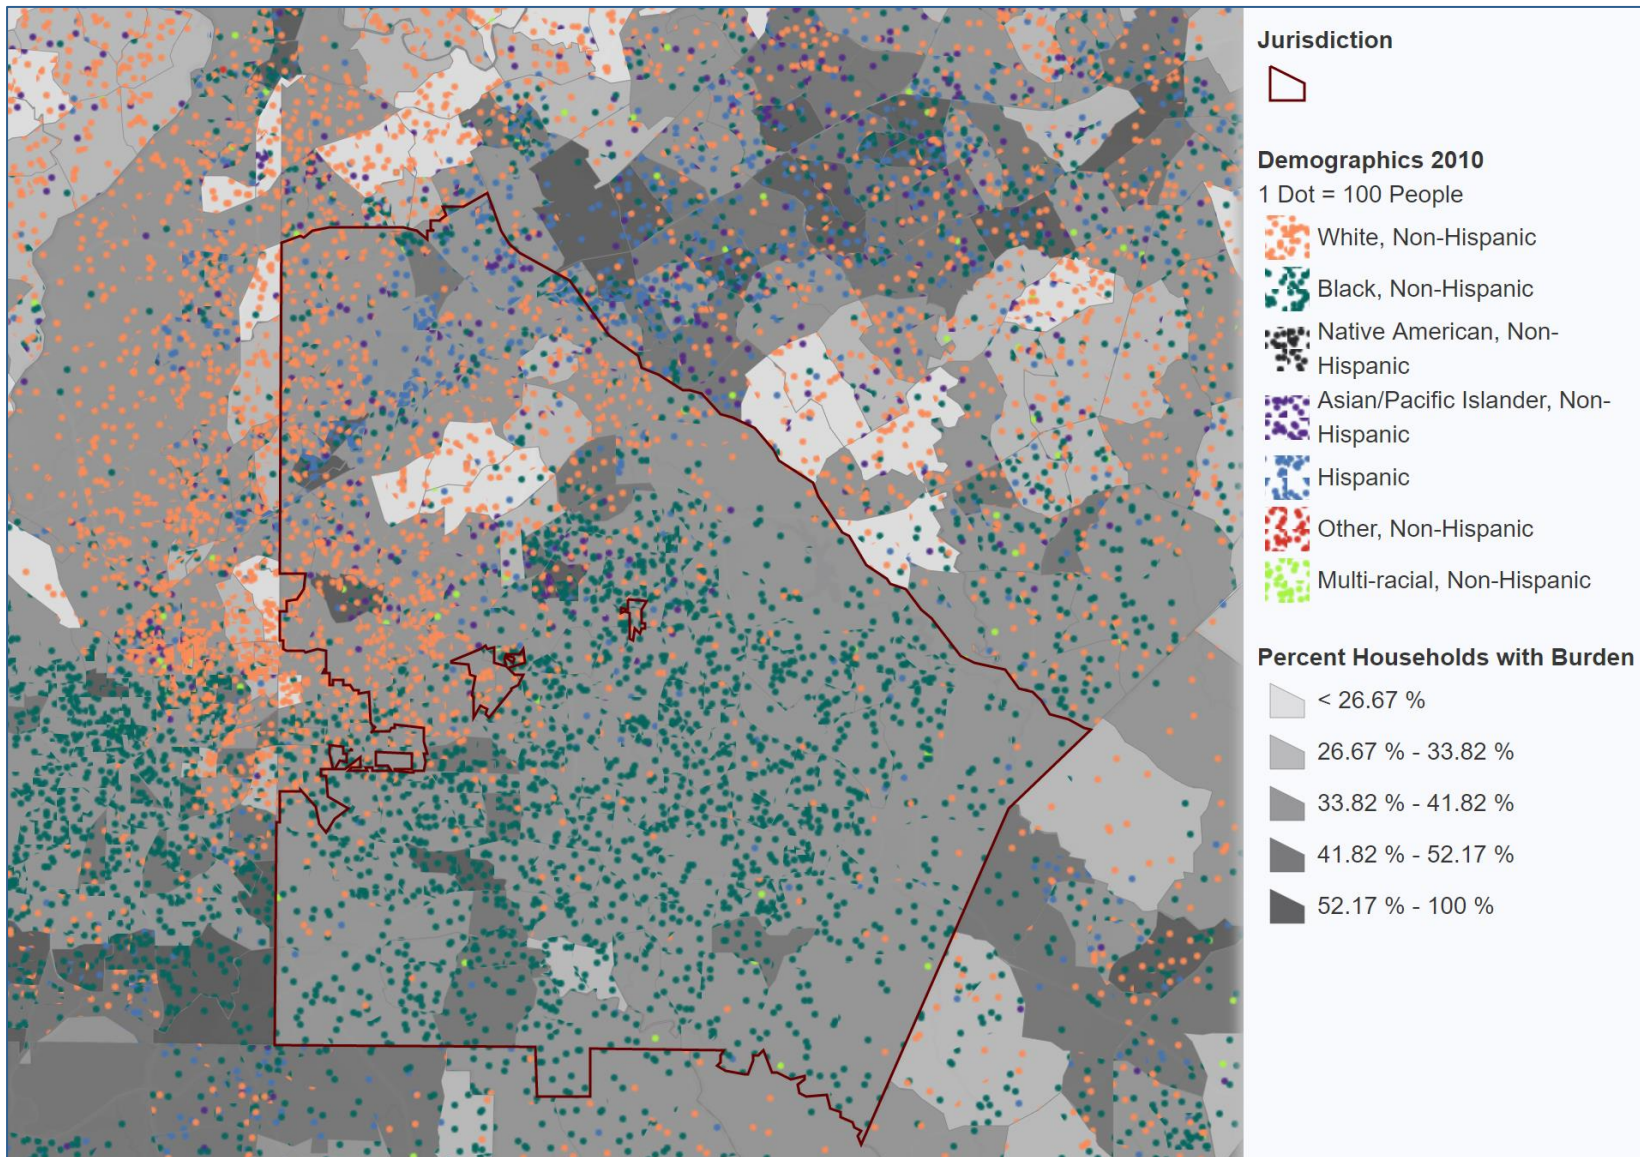 Jurisdiction
Demographics 2010
1 Dot = 100 People
White, Non-Hispanic
Black, Non-Hispanic
Native American, Non-
Hispanic
Asian/Pacific Islander, Non-
Hispanic
Hispanic
Other, Non-Hispanic
Multi-racial, Non-Hispanic
Percent Households with Burden
< 26.67 %
26.67 % - 33.82 %
33.82 % - 41.82 %
41.82 % - 52.17 %
52.17 % - 100 %